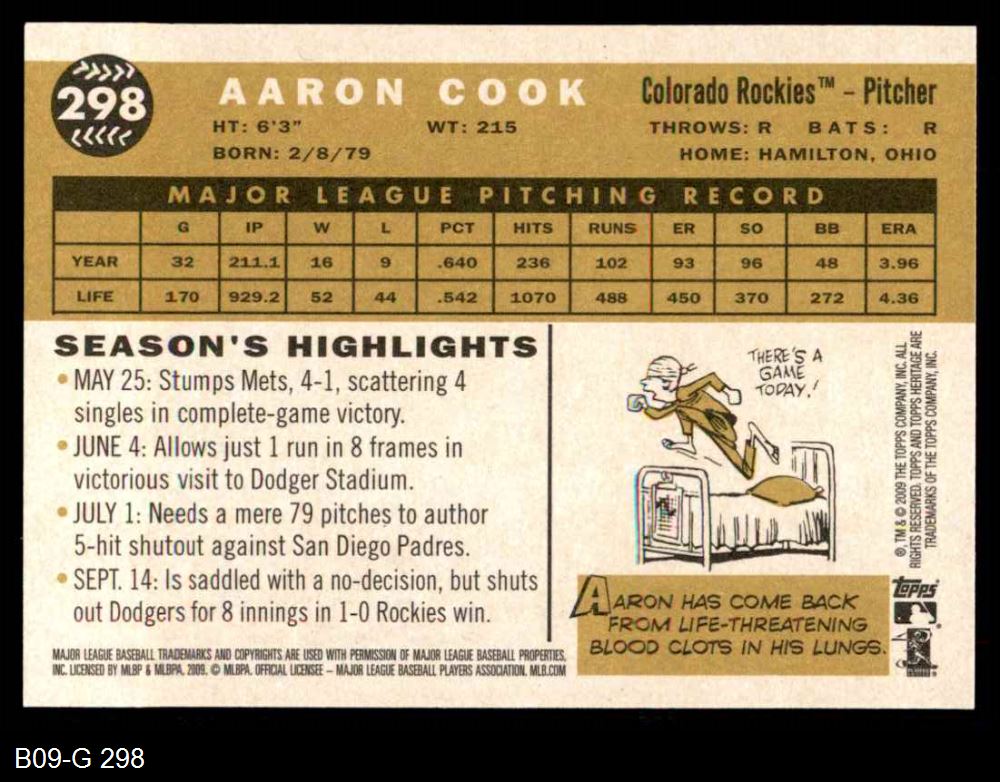 298
AARON COOK
Colorado Rockies™ – Pitcher
HT: 6'3" WT: 215 THROWS: R BATS: R
BORN: 2/8/79 HOME: HAMILTON, OHIO
MAJOR LEAGUE PITCHING RECORD
G IP W L PCT HITS RUNS ER SO BB ERA
YEAR 32 211.1 16 9 .640 236 102 93 96 48 3.96
LIFE 170 929.2 52 44 .542 1070 488 450 370 272 4.36
SEASON'S HIGHLIGHTS
• MAY 25: Stumps Mets, 4-1, scattering 4
singles in complete-game victory.
• JUNE 4: Allows just 1 run in 8 frames in
victorious visit to Dodger Stadium.
• JULY 1: Needs a mere 79 pitches to author
5-hit shutout against San Diego Padres.
• SEPT. 14: Is saddled with a no-decision, but shuts
out Dodgers for 8 innings in 1-0 Rockies win.
MAJOR LEAGUE BASEBALL TRADEMARKS AND COPYRIGHTS ARE USED WITH PERMISSION OF MAJOR LEAGUE BASEBALL PROPERTIES,
INC. LICENSED BY MLBP & MLBPA, 2009. © MLBPA. OFFICIAL LICENSEE – MAJOR LEAGUE BASEBALL PLAYERS ASSOCIATION. MLB.COM
THERE'S A
GAME
TODAY!
AARON HAS COME BACK
FROM LIFE-THREATENING
BLOOD CLOTS IN HIS LUNGS.
®, TM & © 2009 THE TOPPS COMPANY, INC. ALL
RIGHTS RESERVED. TOPPS AND TOPPS HERITAGE ARE
TRADEMARKS OF THE TOPPS COMPANY, INC.
Topps
B09-G 298